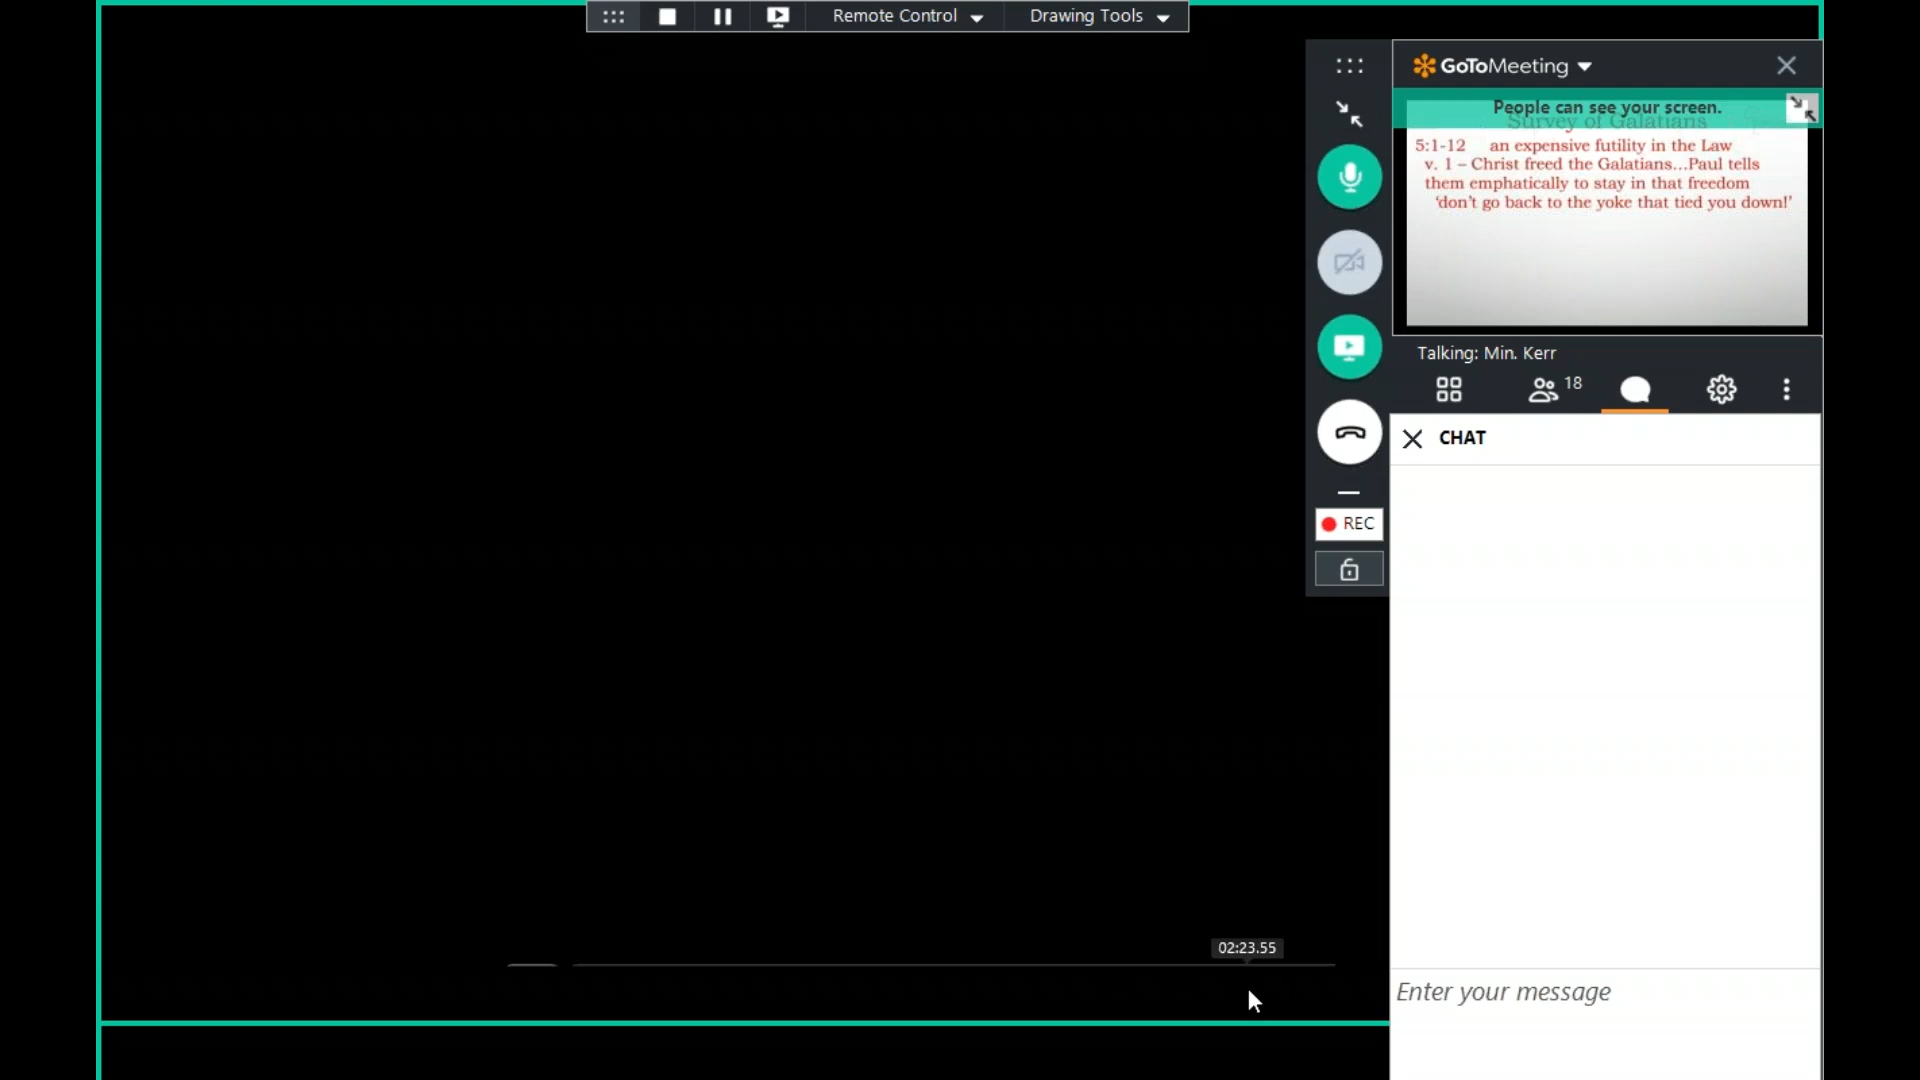 Remote Control
Drawing Tools
GoToMeeting
People can see your screen.
Survey of Galatians
5:1-12 an expensive futility in the Law
v. 1 – Christ freed the Galatians...Paul tells
them emphatically to stay in that freedom
‘don't go back to the yoke that tied you down!’
Talking: Min. Kerr
18
CHAT
REC
02:23.55
Enter your message